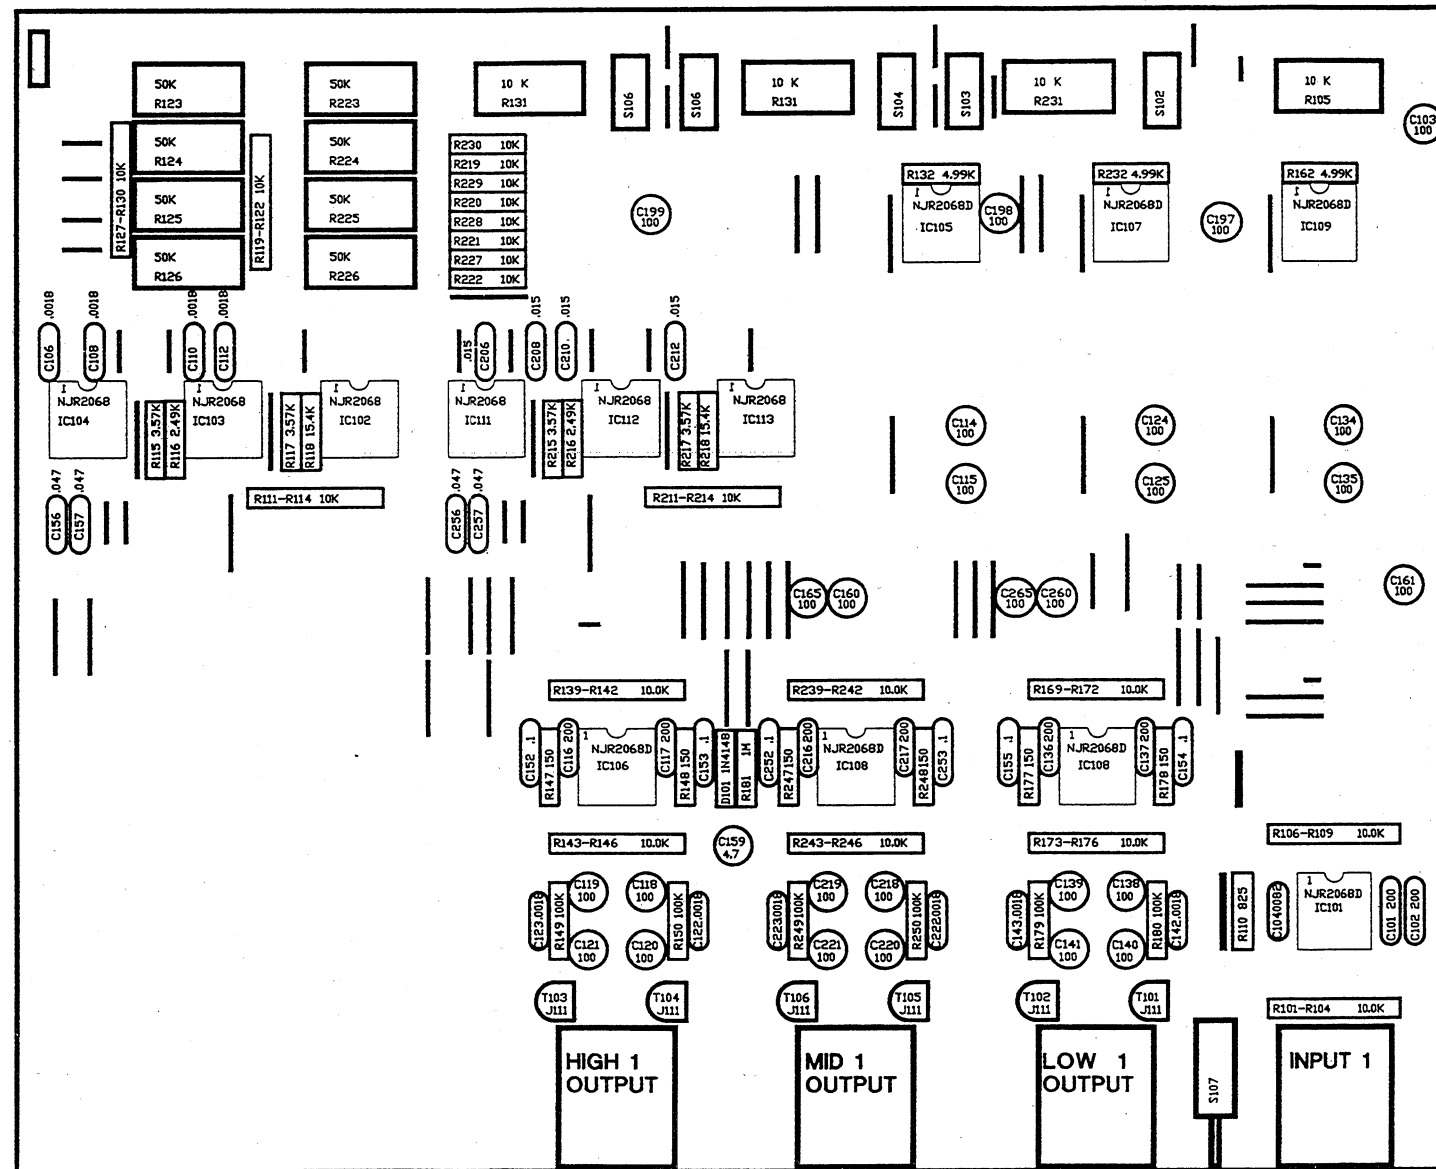 50K
R123
50K
R223
10 K
R131
S106
S106
10 K
R131
S104
S103
10 K
R231
S102
10 K
R105
C103
100
R127-R130 10K
50K
R124
R119-R122 10K
50K
R224
50K
R125
50K
R225
50K
R126
50K
R226
R230 10K
R219 10K
R229 10K
R220 10K
R228 10K
R221 10K
R227 10K
R222 10K
C199
100
R132 4.99K
1
NJR2068D
IC105
C198
100
R232 4.99K
1
NJR2068D
IC107
C197
100
R162 4.99K
1
NJR2068D
IC109
C106 .0018
C108 .0018
C110 .0018
C112 .0018
.015
C206
C208 .015
C210. .015
C212 .015
1
NJR2068
IC104
R115 3.57K
R116 2.49K
1
NJR2068
IC103
R117 3.57K
R118 15.4K
1
NJR2068
IC102
1
NJR2068
IC111
R215 3.57K
R216 2.49K
1
NJR2068
IC112
R217 3.57K
R218 15.4K
1
NJR2068
IC113
C114
100
C124
100
C134
100
C115
100
C125
100
C135
100
C156 .047
C157 .047
R111-R114 10K
C256 .047
C257 .047
R211-R214 10K
C165
100
C160
100
C265
100
C260
100
C161
100
R139-R142 10.0K
R239-R242 10.0K
R169-R172 10.0K
C152 .1
R147 150
C116 200
1
NJR2068D
IC106
C117 200
R148 150
C153 .1
D101 1N4148
R181 1M
C252 .1
R247150
C216 200
1
NJR2068D
IC108
C217 200
R248150
C253 .1
C155 .1
R177 150
C136 200
1
NJR2068D
IC108
C137 200
R178 150
C154 .1
R143-R146 10.0K
C159
4.7
R243-R246 10.0K
R173-R176 10.0K
R106-R109 10.0K
C123.0018
R149 100K
C119
100
C118
100
R150 100K
C122.0018
C121
100
C120
100
C223.0018
R249100K
C219
100
C218
100
R250 100K
C222.0018
C221
100
C220
100
C143.0018
R179 100K
C139
100
C138
100
R180 100K
C142.0018
C141
100
C140
100
R110 825
C1040082
1
NJR2068D
IC101
C101 200
C102 200
T103
J111
T104
J111
T106
J111
T105
J111
T102
J111
T101
J111
R101-R104 10.0K
HIGH 1
OUTPUT
MID 1
OUTPUT
LOW 1
OUTPUT
S107
INPUT 1